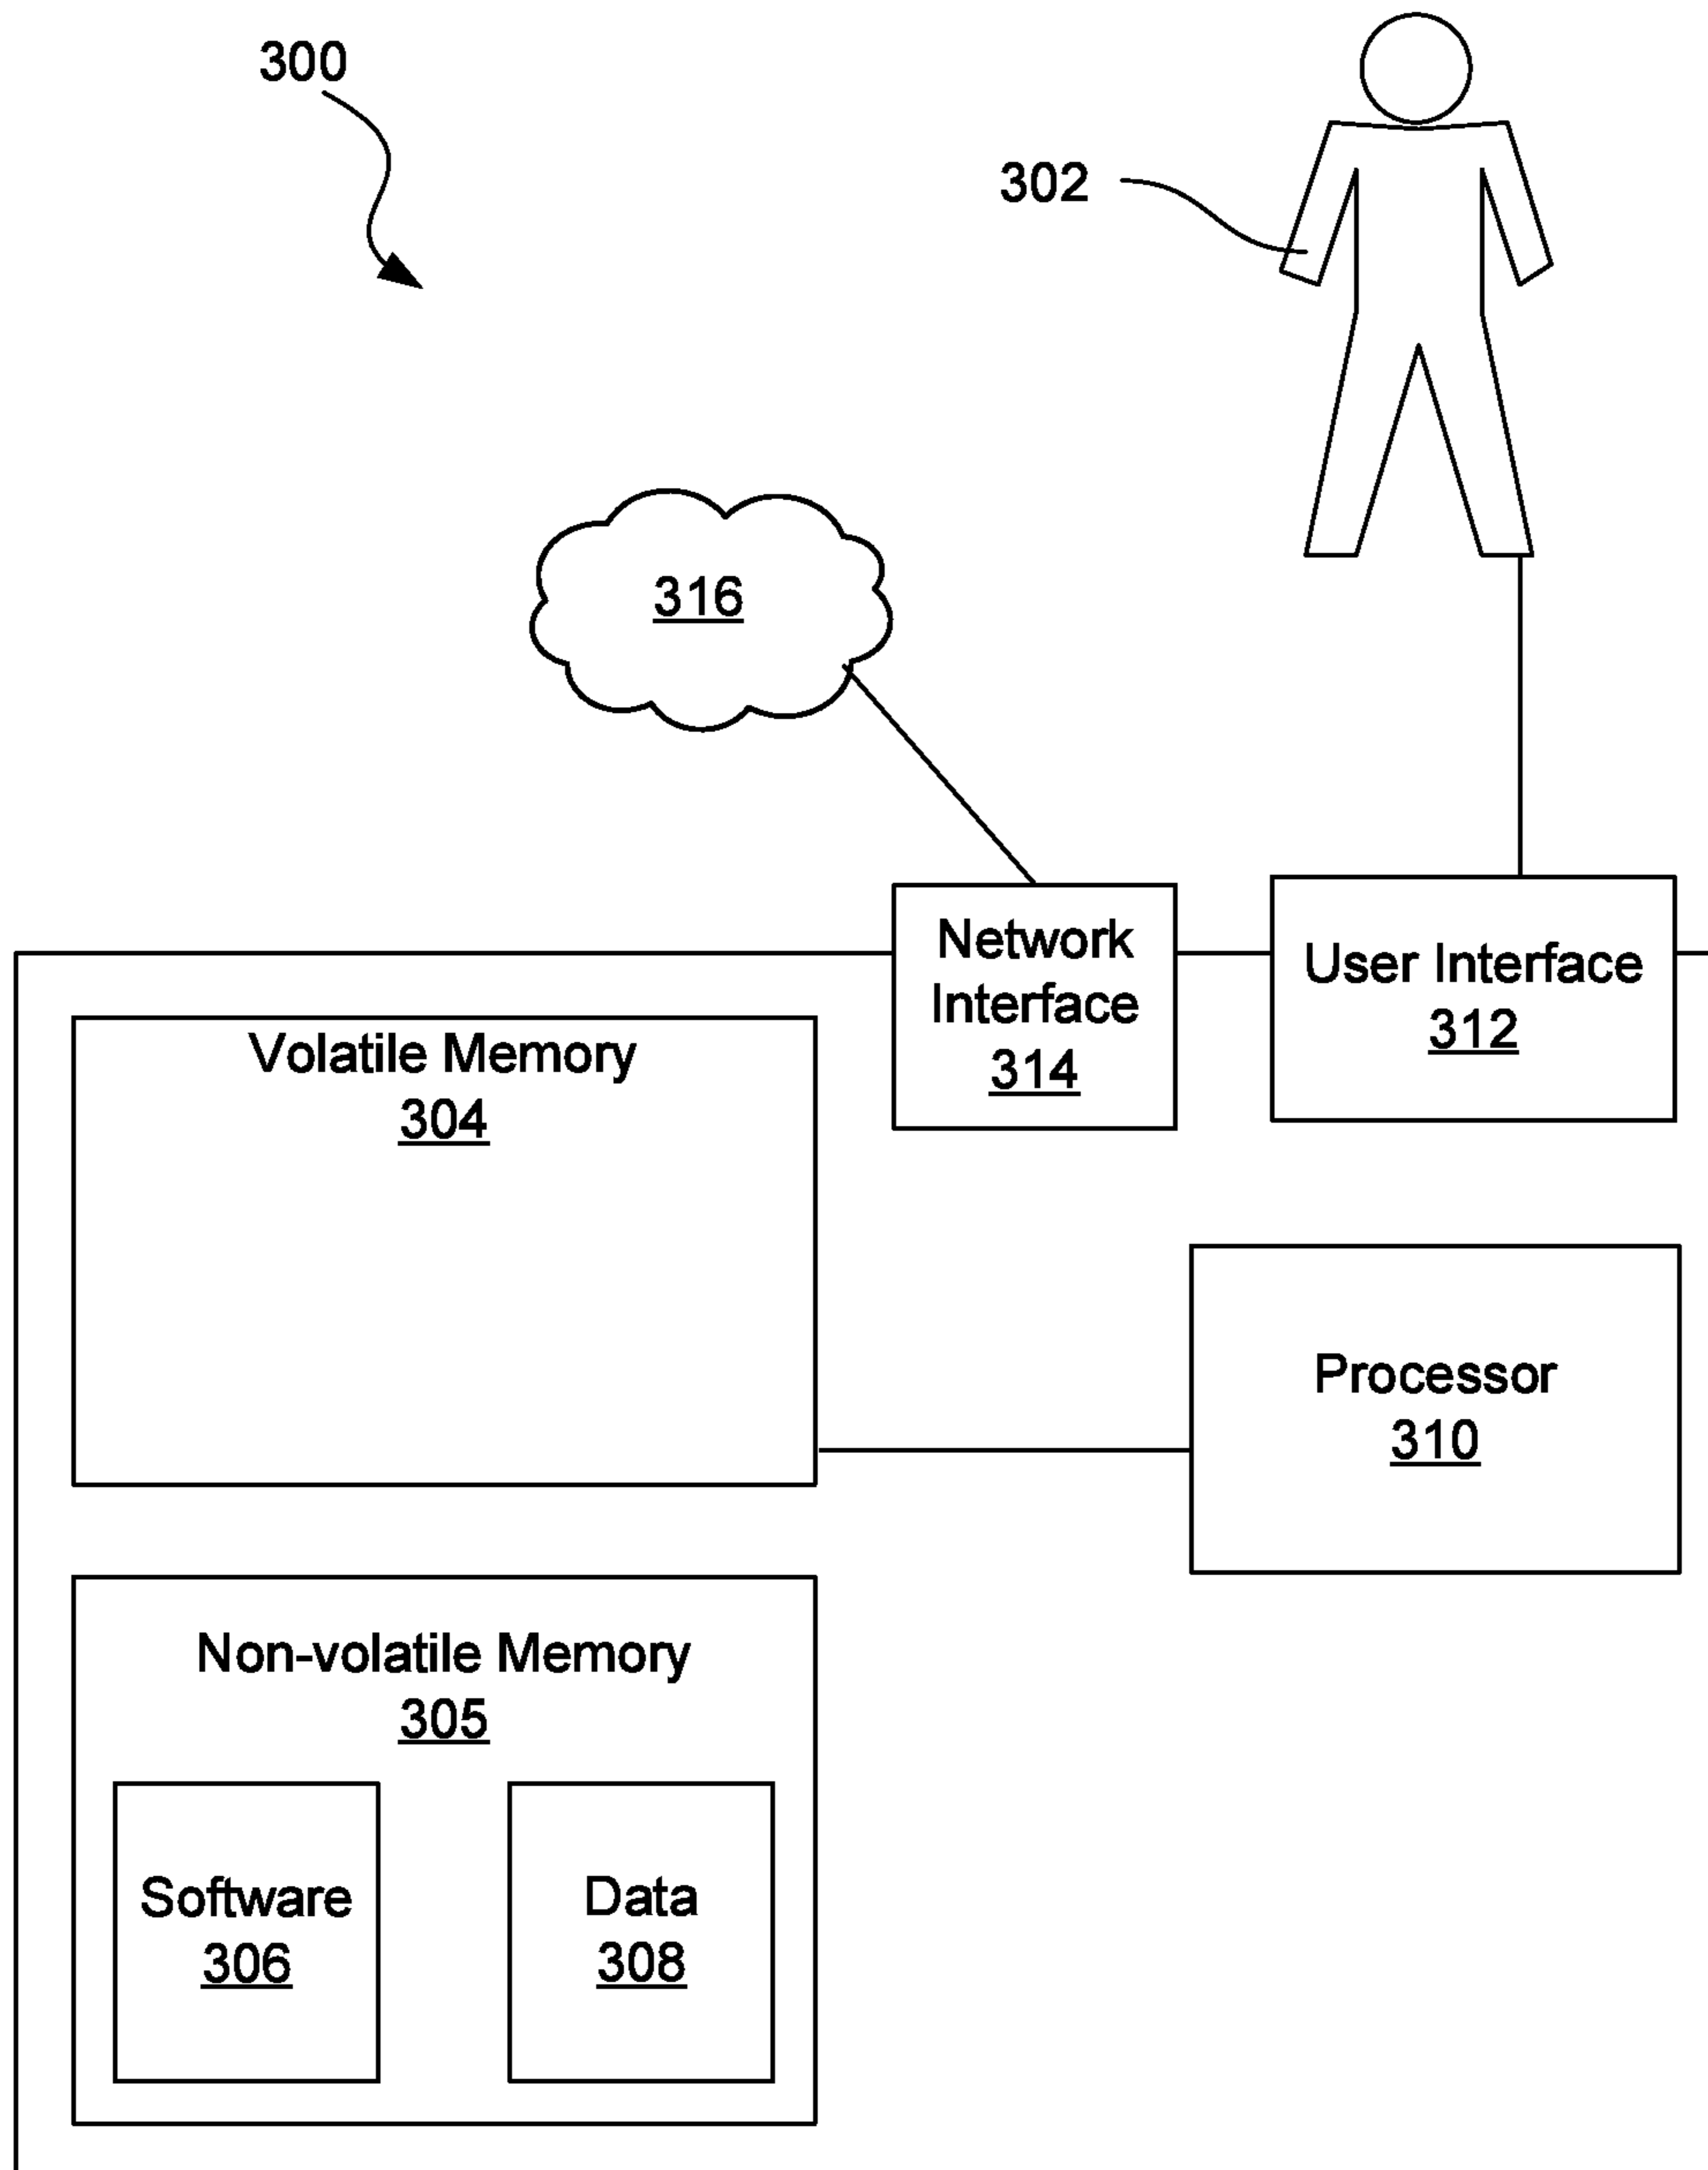 300
302
316
Network
Interface
314
User Interface
312
Volatile Memory
304
Processor
310
Non-volatile Memory
305
Software
306
Data
308